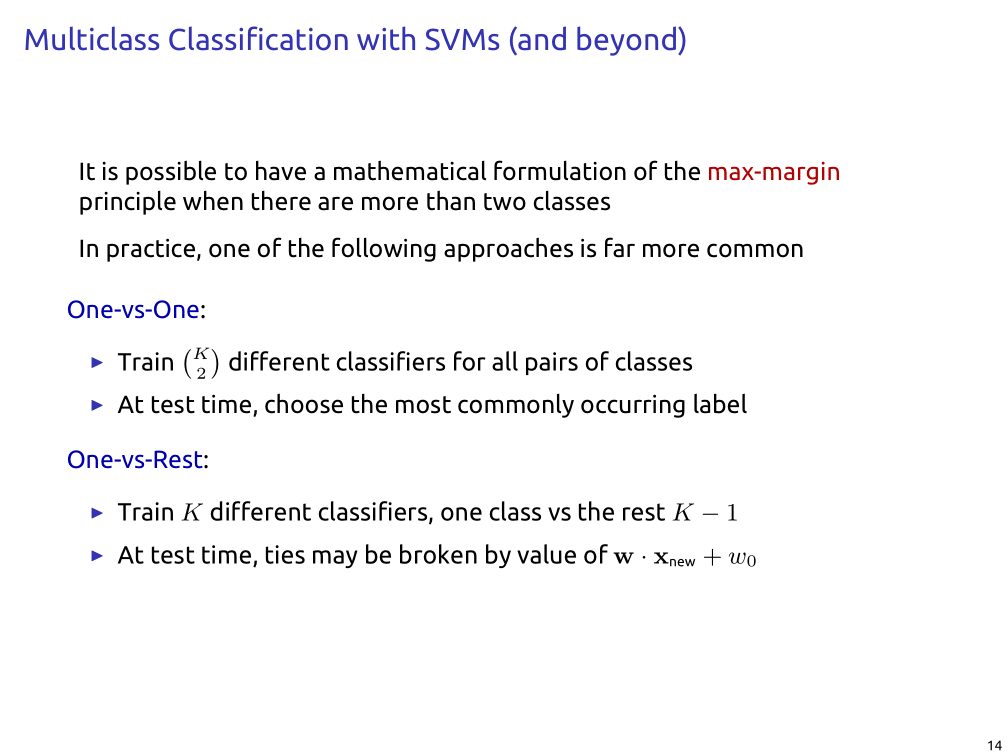 Multiclass Classification with SVMs (and beyond)
It is possible to have a mathematical formulation of the max-margin
principle when there are more than two classes
In practice, one of the following approaches is far more common
One-vs-One:
▶ Train $\binom{K}{2}$ different classifiers for all pairs of classes
▶ At test time, choose the most commonly occurring label
One-vs-Rest:
▶ Train $K$ different classifiers, one class vs the rest $K - 1$
▶ At test time, ties may be broken by value of $\mathbf{w} \cdot \mathbf{x}_{\text{new}} + w_0$
14